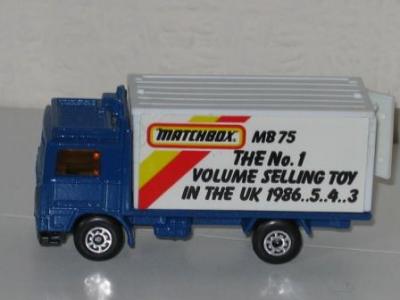 MATCHBOX MB 75
THE No. 1
VOLUME SELLING TOY
IN THE UK 1986..5..4..3